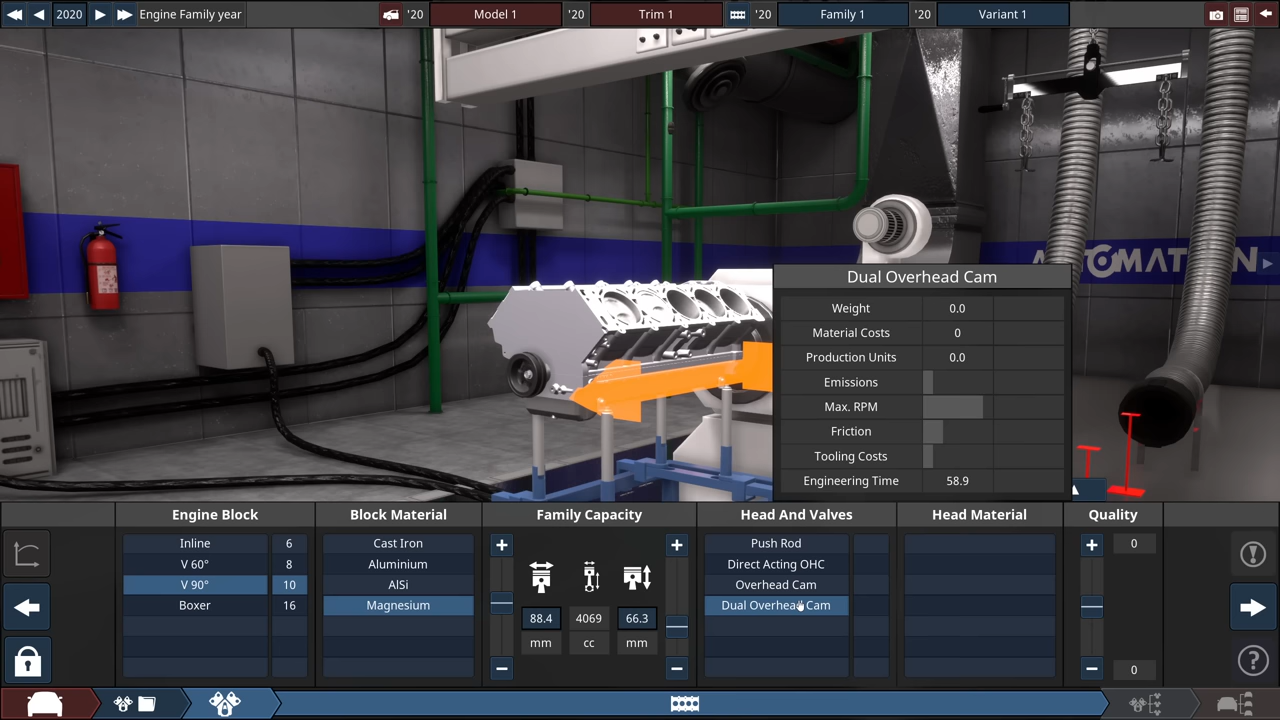 2020 Engine Family year '20 Model 1 '20 Trim 1 '20 Family 1 '20 Variant 1
AUTOMATION
Dual Overhead Cam
Weight 0.0
Material Costs 0
Production Units 0.0
Emissions
Max. RPM
Friction
Tooling Costs
Engineering Time 58.9
Engine Block Block Material Family Capacity Head And Valves Head Material Quality
Inline 6 Cast Iron + + Push Rod + 0
V 60° 8 Aluminium Direct Acting OHC
V 90° 10 AlSi Overhead Cam
Boxer 16 Magnesium Dual Overhead Cam
88.4 4069 66.3
mm cc mm
− − − 0